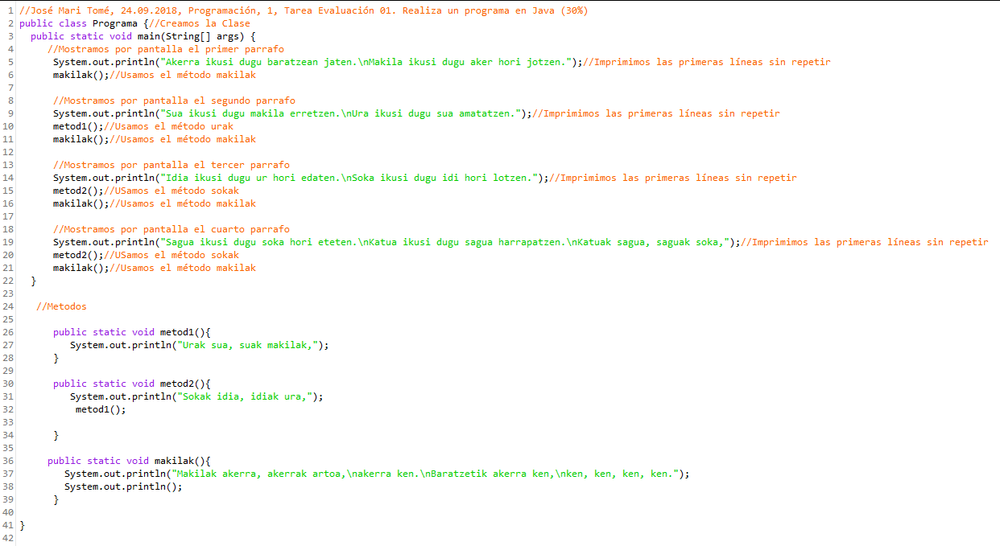 1 //José Mari Tomé, 24.09.2018, Programación, 1, Tarea Evaluación 01. Realiza un programa en Java (30%)
2 public class Programa {//Creamos la Clase
3 public static void main(String[] args) {
4 //Mostramos por pantalla el primer parrafo
5 System.out.println("Akerra ikusi dugu baratzean jaten.\nMakila ikusi dugu aker hori jotzen.");//Imprimimos las primeras líneas sin repetir
6 makilak();//Usamos el método makilak
7
8 //Mostramos por pantalla el segundo parrafo
9 System.out.println("Sua ikusi dugu makila erretzen.\nUra ikusi dugu sua amatatzen.");//Imprimimos las primeras líneas sin repetir
10 metod1();//Usamos el método urak
11 makilak();//Usamos el método makilak
12
13 //Mostramos por pantalla el tercer parrafo
14 System.out.println("Idia ikusi dugu ur hori edaten.\nSoka ikusi dugu idi hori lotzen.");//Imprimimos las primeras líneas sin repetir
15 metod2();//USamos el método sokak
16 makilak();//Usamos el método makilak
17
18 //Mostramos por pantalla el cuarto parrafo
19 System.out.println("Sagua ikusi dugu soka hori eteten.\nKatua ikusi dugu sagua harrapatzen.\nKatuak sagua, saguak soka,");//Imprimimos las primeras líneas sin repetir
20 metod2();//USamos el método sokak
21 makilak();//Usamos el método makilak
22 }
23
24 //Metodos
25
26 public static void metod1(){
27 System.out.println("Urak sua, suak makilak,");
28 }
29
30 public static void metod2(){
31 System.out.println("Sokak idia, idiak ura,");
32 metod1();
33
34 }
35
36 public static void makilak(){
37 System.out.println("Makilak akerra, akerrak artoa,\nakerra ken.\nBaratzetik akerra ken,\nken, ken, ken, ken.");
38 System.out.println();
39 }
40
41 }
42